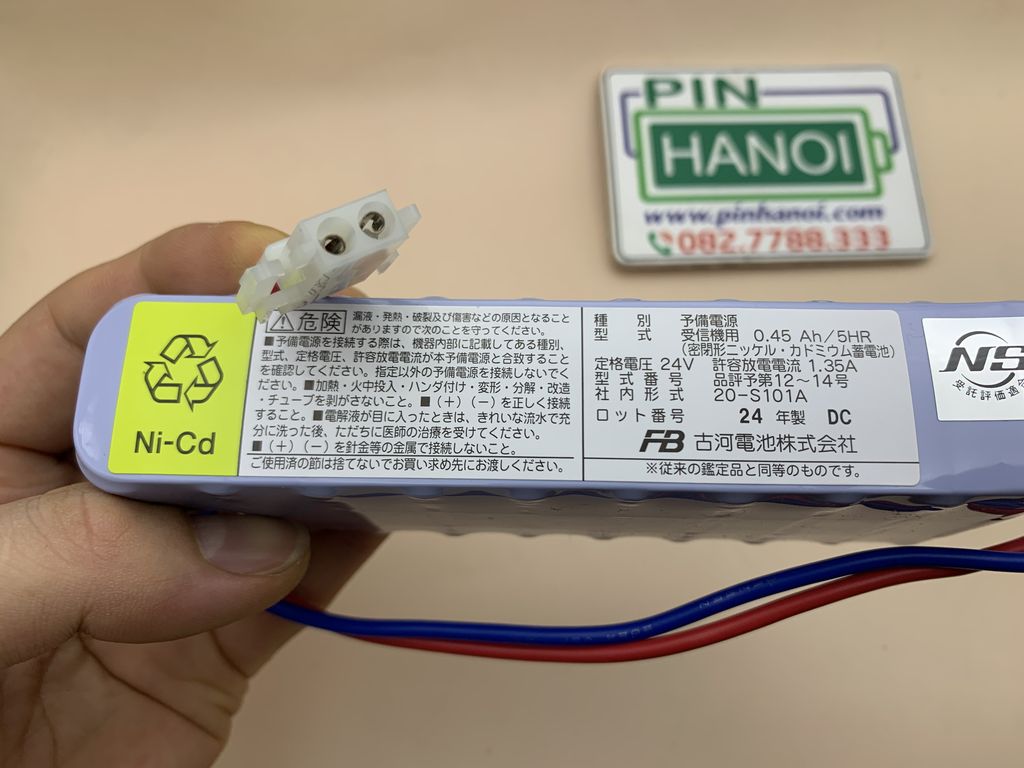 PIN
HANOI
www.pinhanoi.com
082.7788.333
Ni-Cd
危険 漏液・発熱・破裂及び傷害などの原因となること
がありますので次のことを守ってください。
■予備電源を接続する際は、機器内部に記載してある種別、
型式、定格電圧、許容放電電流が本予備電源と合致すること
を確認してください。指定以外の予備電源を接続しないでく
ださい。■加熱・火中投入・ハンダ付け・変形・分解・改造
・チューブを剥がさないこと。■(+)(−)を正しく接続
すること。■電解液が目に入ったときは、きれいな流水で充
分に洗った後、ただちに医師の治療を受けてください。
■(+)(−)を針金等の金属で接続しないこと。
ご使用済の節は捨てないでお買い求め先にお渡しください。
種 別 予備電源
型 式 受信機用 0.45 Ah/5HR
(密閉形ニッケル・カドミウム蓄電池)
定格電圧 24V 許容放電電流 1.35A
型式番号 品評予第12〜14号
社内形式 20-S101A
ロット番号 24 年製 DC
FB 古河電池株式会社
※従来の鑑定品と同等のものです。
NS
受託評価適合